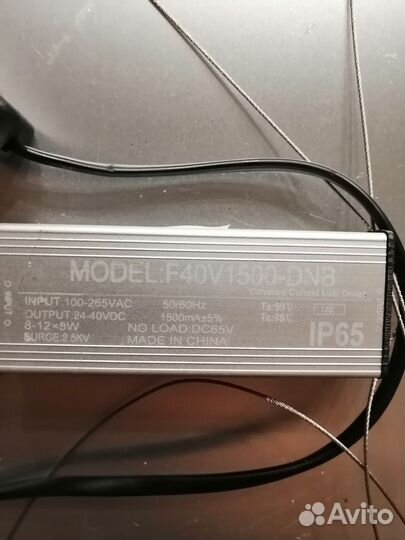 MODEL:F40V1500-DNB
Constant Current LED Driver
INPUT
INPUT:100-265VAC 50/60Hz Ta:50℃
OUTPUT:24-40VDC 1500mA±5% Tc:75℃
8-12×5W NO LOAD:DC65V IP65
SURGE:2.5KV MADE IN CHINA
Avito